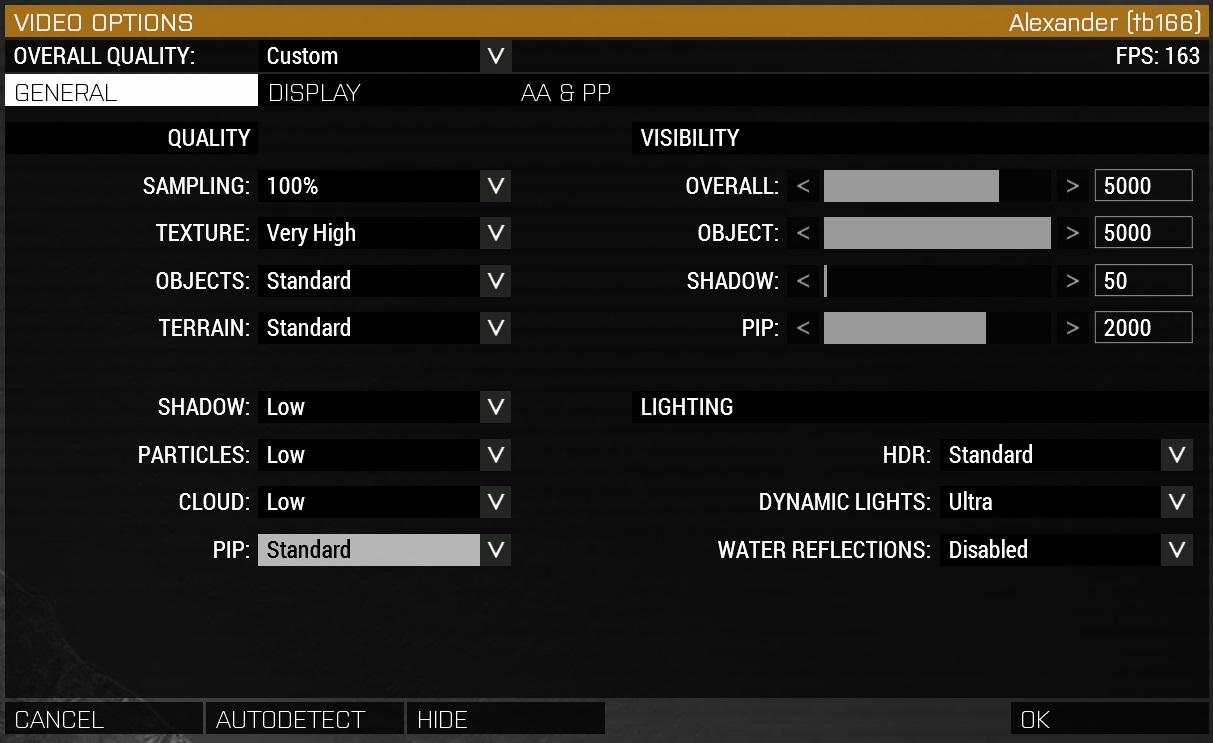 VIDEO OPTIONS Alexander (tb166)
OVERALL QUALITY: Custom V FPS: 163
GENERAL DISPLAY AA & PP
QUALITY VISIBILITY
SAMPLING: 100% V OVERALL: < > 5000
TEXTURE: Very High V OBJECT: < > 5000
OBJECTS: Standard V SHADOW: < > 50
TERRAIN: Standard V PIP: < > 2000
SHADOW: Low V LIGHTING
PARTICLES: Low V HDR: Standard V
CLOUD: Low V DYNAMIC LIGHTS: Ultra V
PIP: Standard V WATER REFLECTIONS: Disabled V
CANCEL AUTODETECT HIDE OK